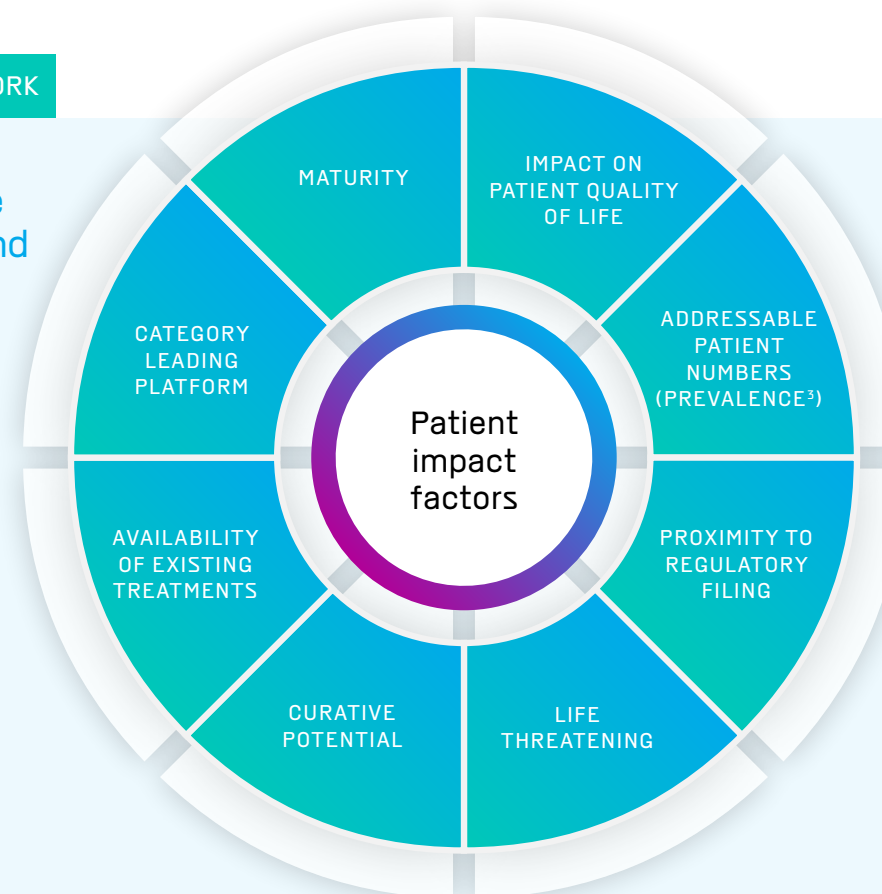 MATURITY
IMPACT ON
PATIENT QUALITY
OF LIFE
ADDRESSABLE
PATIENT
NUMBERS
(PREVALENCE³)
PROXIMITY TO
REGULATORY
FILING
LIFE
THREATENING
CURATIVE
POTENTIAL
AVAILABILITY
OF EXISTING
TREATMENTS
CATEGORY
LEADING
PLATFORM
Patient
impact
factors